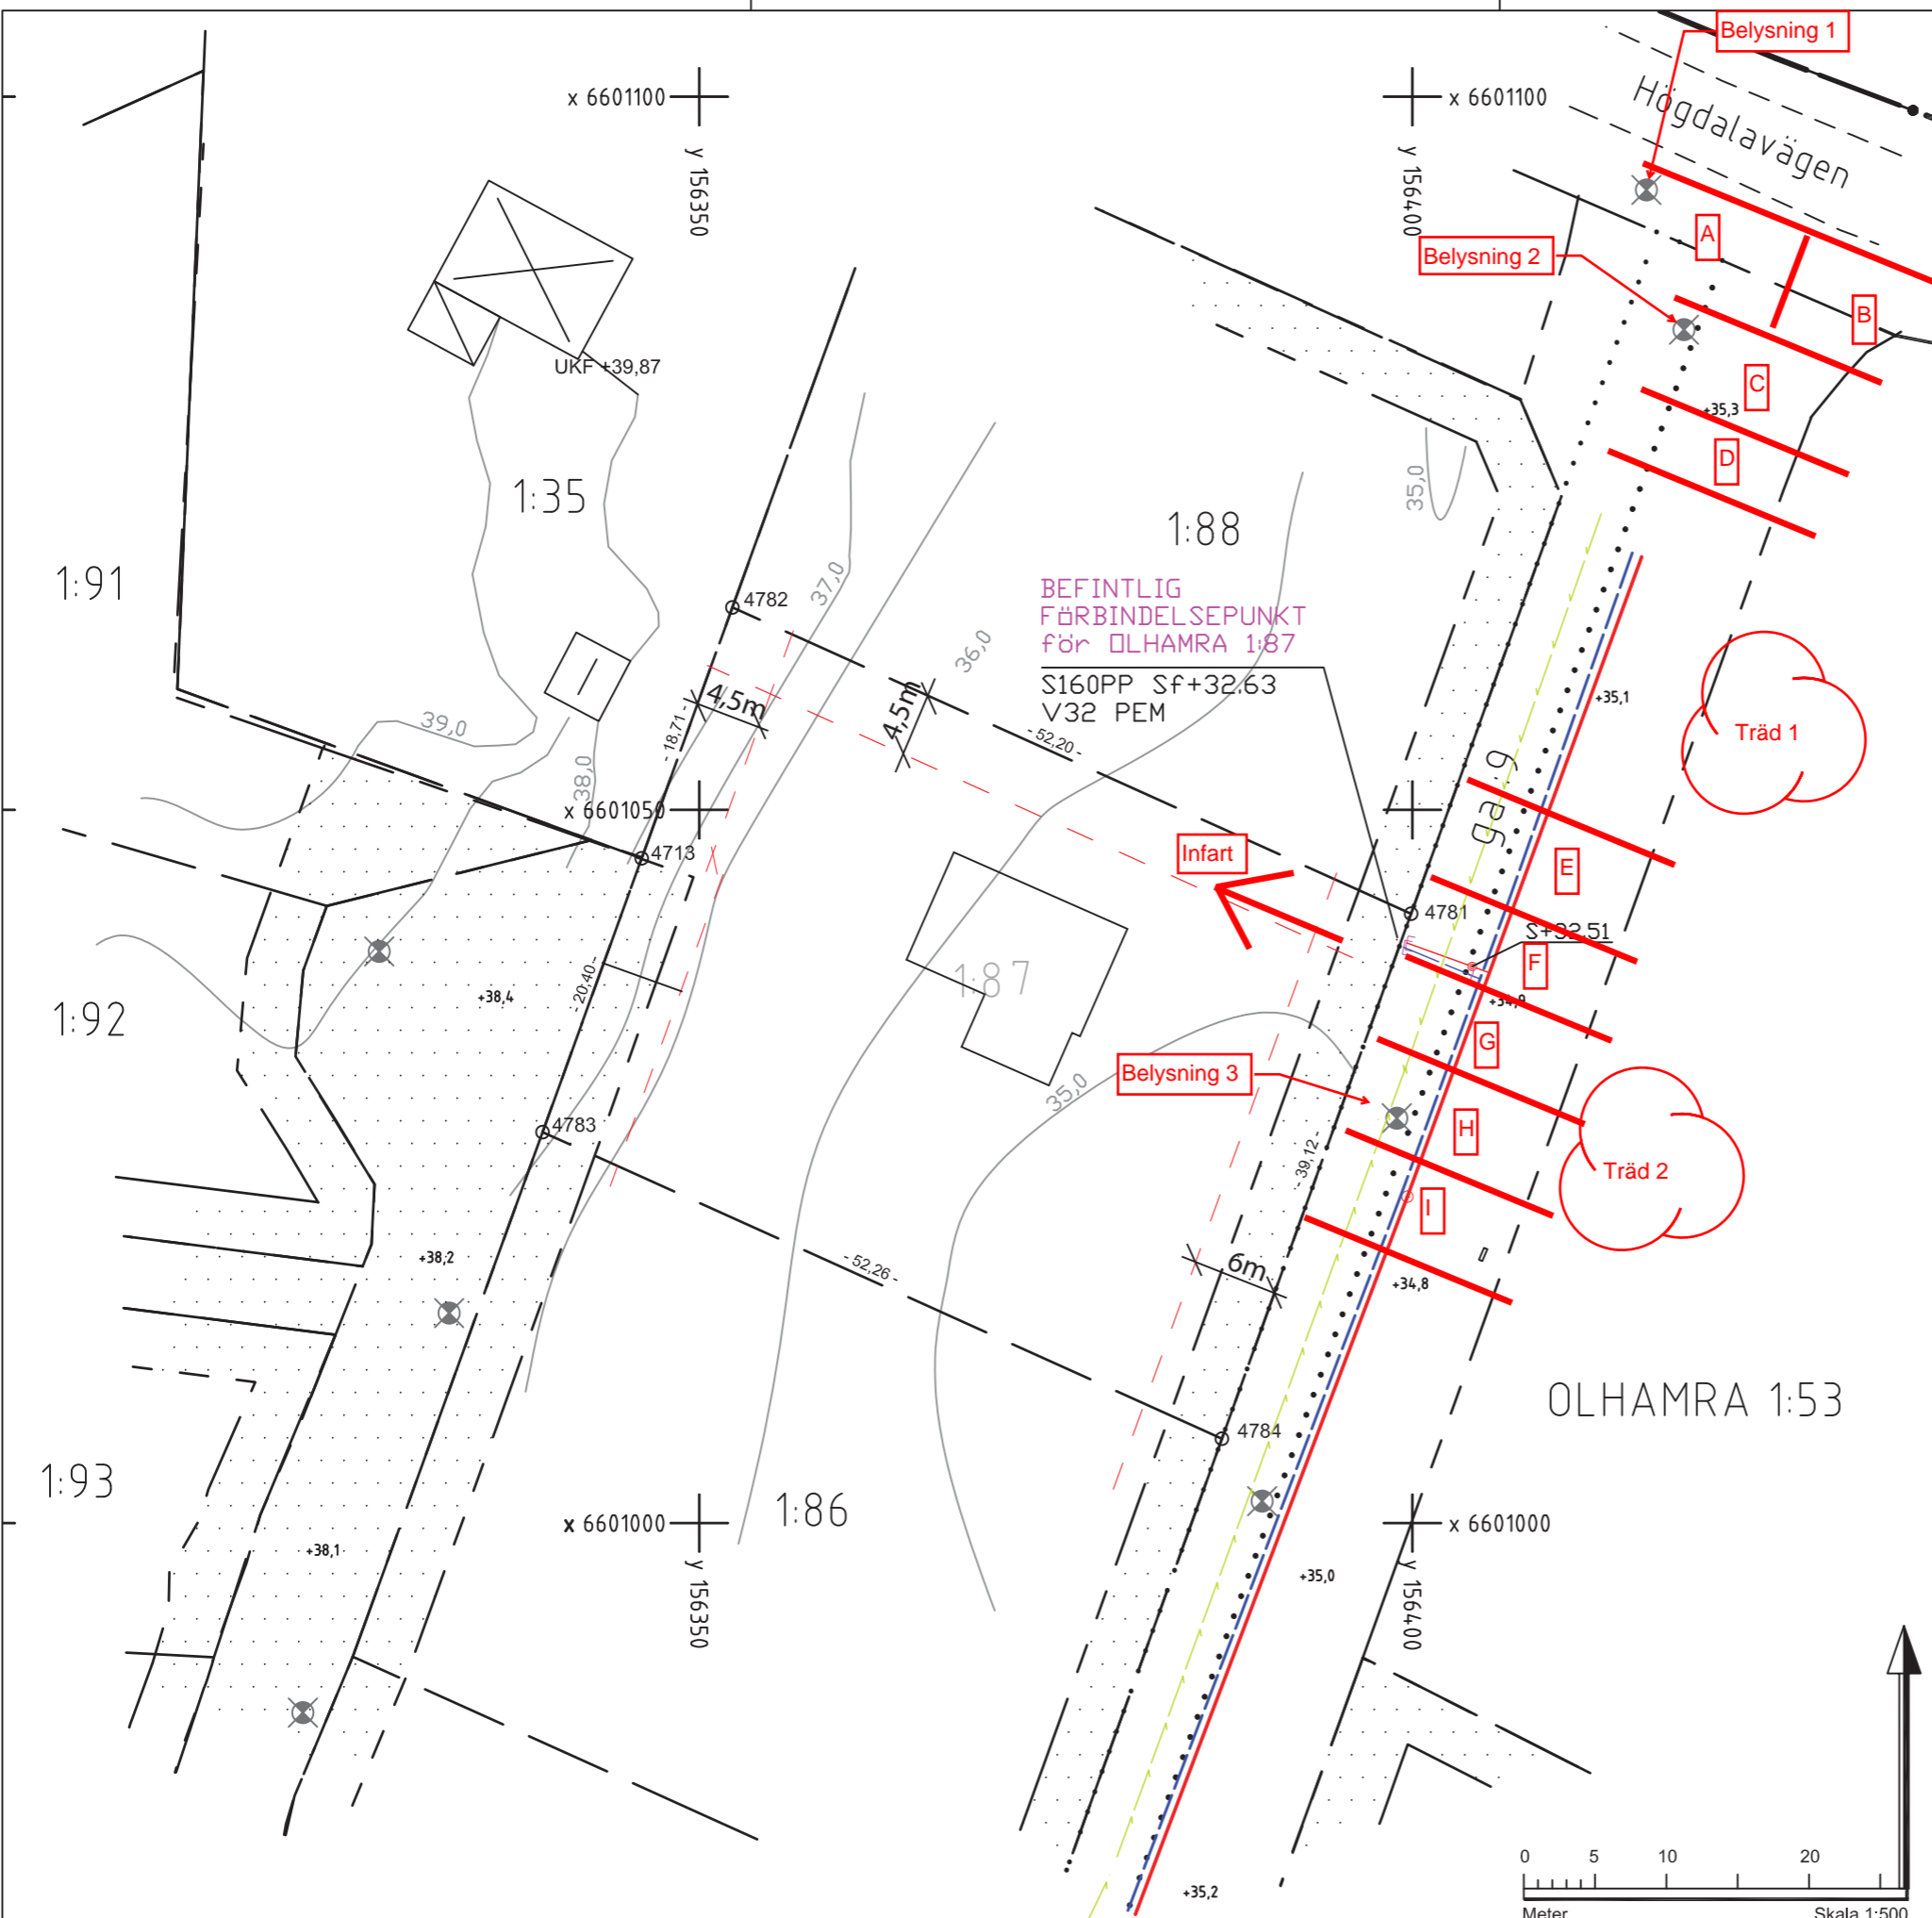 Belysning 1
x 6601100
x 6601100
Högdalavägen
y 156350
y 156400
A
Belysning 2
B
UKF +39,87
C
+35,3
D
1:35
35,0
1:88
1:91
37,0
4782
BEFINTLIG
FÖRBINDELSEPUNKT
för OLHAMRA 1:87
36,0
S160PP Sf+32.63
V32 PEM
4,5m
4,5m
- 18,71 -
- 52,20 -
+35,1
Träd 1
39,0
38,0
ga:9
x 6601050
4713
Infart
E
4781
S+32.51
F
1:87
+38,4
- 20,40 -
+34,9
1:92
G
Belysning 3
35,0
4783
H
- 39,12 -
Träd 2
I
+38,2
- 52,26 -
6m
+34,8
OLHAMRA 1:53
4784
1:93
1:86
x 6601000
x 6601000
+38,1
y 156350
y 156400
+35,0
0 5 10 20
+35,2
Meter Skala 1:500